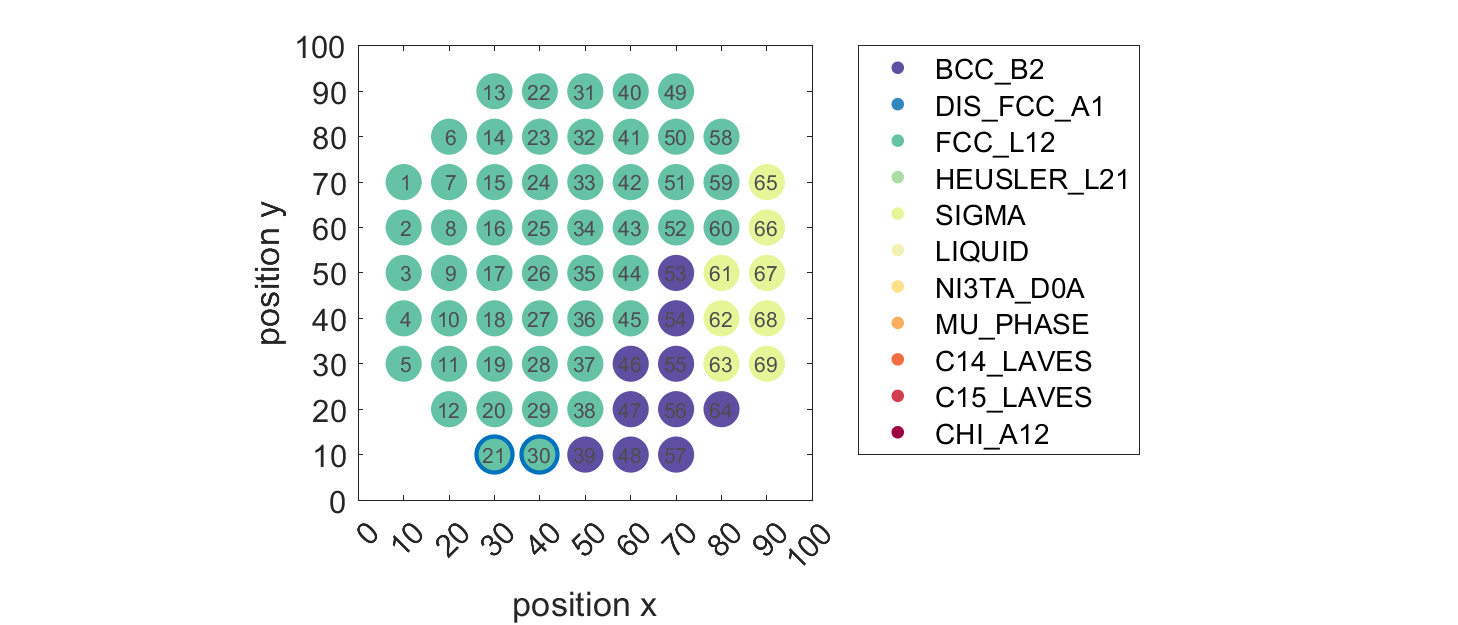 100
90
80
70
60
50
40
30
20
10
0
position y
13 22 31 40 49
6 14 23 32 41 50 58
1 7 15 24 33 42 51 59 65
2 8 16 25 34 43 52 60 66
3 9 17 26 35 44 53 61 67
4 10 18 27 36 45 54 62 68
5 11 19 28 37 46 55 63 69
12 20 29 38 47 56 64
21 30 39 48 57
0 10 20 30 40 50 60 70 80 90 100
position x
BCC_B2
DIS_FCC_A1
FCC_L12
HEUSLER_L21
SIGMA
LIQUID
NI3TA_D0A
MU_PHASE
C14_LAVES
C15_LAVES
CHI_A12